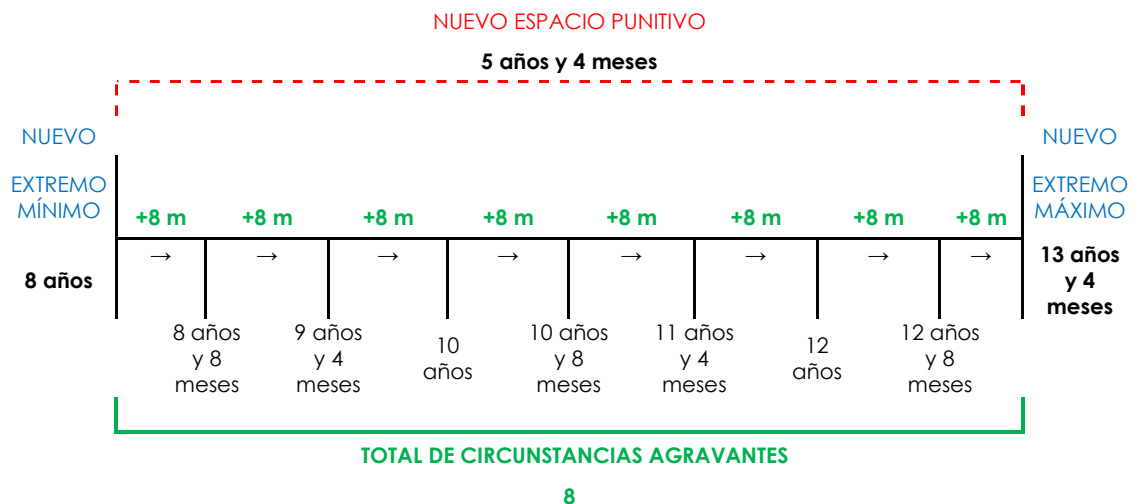 NUEVO ESPACIO PUNITIVO
5 años y 4 meses
NUEVO
EXTREMO
MÍNIMO
8 años
NUEVO
EXTREMO
MÁXIMO
13 años
y 4
meses
+8 m +8 m +8 m +8 m +8 m +8 m +8 m +8 m
→ → → → → → → →
8 años
y 8
meses
9 años
y 4
meses
10
años
10 años
y 8
meses
11 años
y 4
meses
12
años
12 años
y 8
meses
TOTAL DE CIRCUNSTANCIAS AGRAVANTES
8